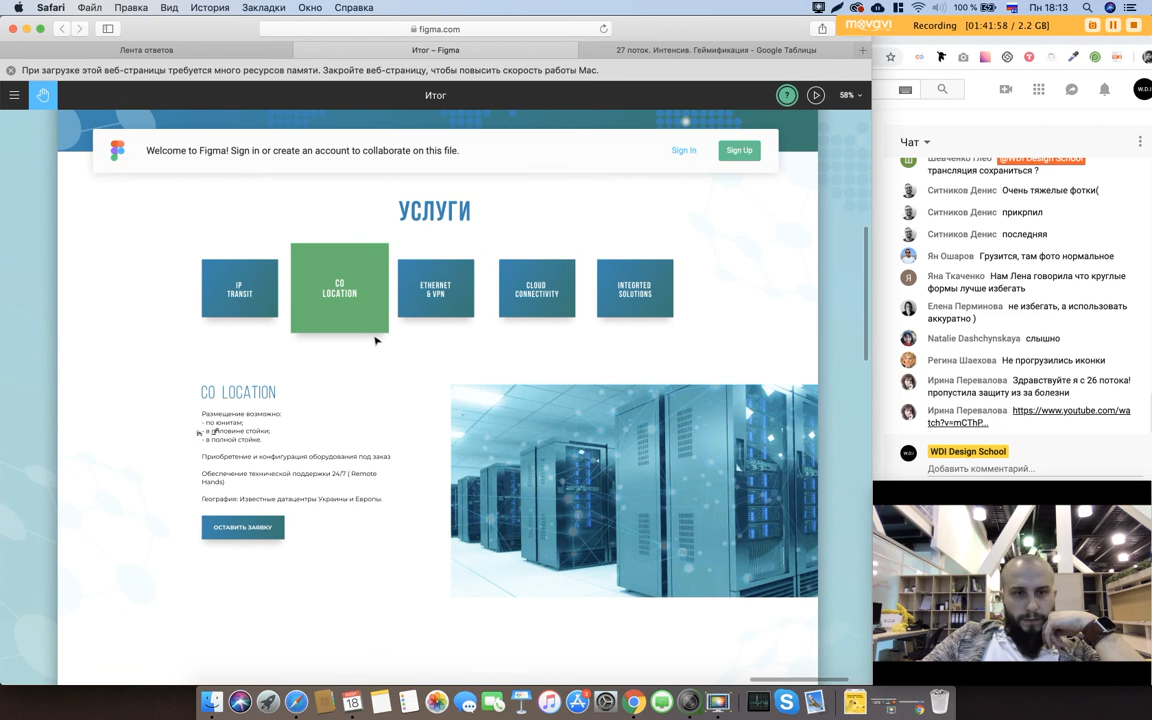 Safari Файл Правка Вид История Закладки Окно Справка
100 % Пн 18:13
figma.com
movavi Recording [01:41:58 / 2.2 GB]
Лента ответов
Итог – Figma
27 поток. Интенсив. Геймификация - Google Таблицы
При загрузке этой веб-страницы требуется много ресурсов памяти. Закройте веб-страницу, чтобы повысить скорость работы Mac.
Итог
58%
Welcome to Figma! Sign in or create an account to collaborate on this file.
Sign In
Sign Up
УСЛУГИ
IP
TRANSIT
CO
LOCATION
ETHERNET
& VPN
CLOUD
CONNECTIVITY
INTEGRTED
SOLUTIONS
CO LOCATION
Размещение возможно:
- по юнитам;
- в половине стойки;
- в полной стойке.
Приобретение и конфигурация оборудования под заказ
Обеспечение технической поддержки 24/7 ( Remote
Hands)
География: Известные датацентры Украины и Европы.
ОСТАВИТЬ ЗАЯВКУ
W.D.I
Чат
Шевченко Глеб @WDI Design School
трансляция сохраниться ?
Ситников Денис Очень тяжелые фотки(
Ситников Денис прикрпил
Ситников Денис последняя
Ян Ошаров Грузится, там фото нормальное
Яна Ткаченко Нам Лена говорила что круглые
формы лучше избегать
Елена Перминова не избегать, а использовать
аккуратно )
Natalie Dashchynskaya слышно
Регина Шаехова Не прогрузились иконки
Ирина Перевалова Здравствуйте я с 26 потока!
пропустила защиту из за болезни
Ирина Перевалова https://www.youtube.com/wa
tch?v=mCThP...
WDI Design School
Добавить комментарий...